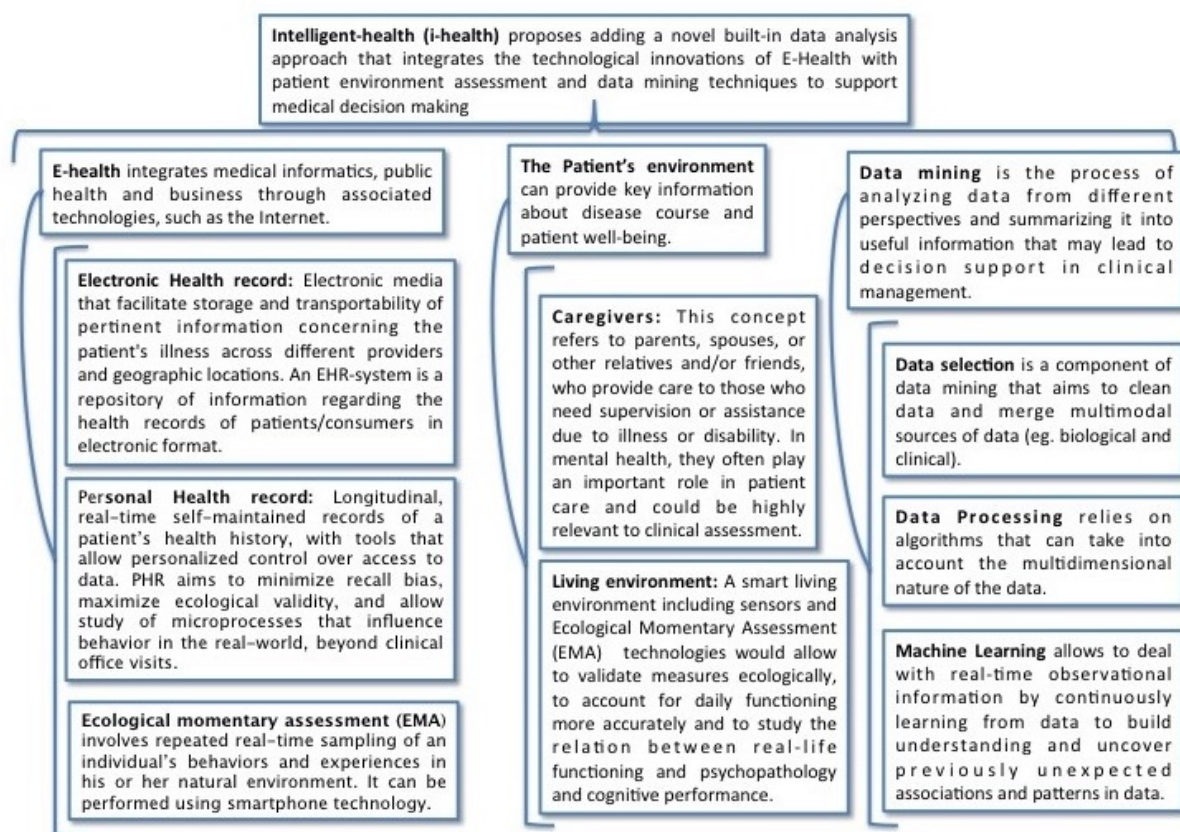 Intelligent-health (i-health) proposes adding a novel built-in data analysis
approach that integrates the technological innovations of E-Health with
patient environment assessment and data mining techniques to support
medical decision making
E-health integrates medical informatics, public
health and business through associated
technologies, such as the Internet.
Electronic Health record: Electronic media
that facilitate storage and transportability of
pertinent information concerning the
patient's illness across different providers
and geographic locations. An EHR-system is a
repository of information regarding the
health records of patients/consumers in
electronic format.
Personal Health record: Longitudinal,
real-time self-maintained records of a
patient's health history, with tools that
allow personalized control over access to
data. PHR aims to minimize recall bias,
maximize ecological validity, and allow
study of microprocesses that influence
behavior in the real-world, beyond clinical
office visits.
Ecological momentary assessment (EMA)
involves repeated real-time sampling of an
individual's behaviors and experiences in
his or her natural environment. It can be
performed using smartphone technology.
The Patient's environment
can provide key information
about disease course and
patient well-being.
Caregivers: This concept
refers to parents, spouses, or
other relatives and/or friends,
who provide care to those who
need supervision or assistance
due to illness or disability. In
mental health, they often play
an important role in patient
care and could be highly
relevant to clinical assessment.
Living environment: A smart living
environment including sensors and
Ecological Momentary Assessment
(EMA) technologies would allow
to validate measures ecologically,
to account for daily functioning
more accurately and to study the
relation between real-life
functioning and psychopathology
and cognitive performance.
Data mining is the process of
analyzing data from different
perspectives and summarizing it into
useful information that may lead to
decision support in clinical
management.
Data selection is a component of
data mining that aims to clean
data and merge multimodal
sources of data (eg. biological and
clinical).
Data Processing relies on
algorithms that can take into
account the multidimensional
nature of the data.
Machine Learning allows to deal
with real-time observational
information by continuously
learning from data to build
understanding and uncover
previously unexpected
associations and patterns in data.